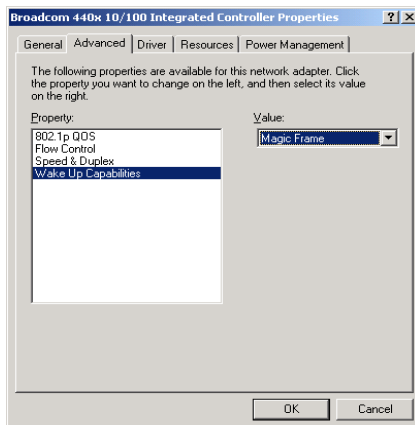 Broadcom 440x 10/100 Integrated Controller Properties
General Advanced Driver Resources Power Management
The following properties are available for this network adapter. Click
the property you want to change on the left, and then select its value
on the right.
Property: Value:
802.1p QOS Magic Frame
Flow Control
Speed & Duplex
Wake Up Capabilities
OK Cancel